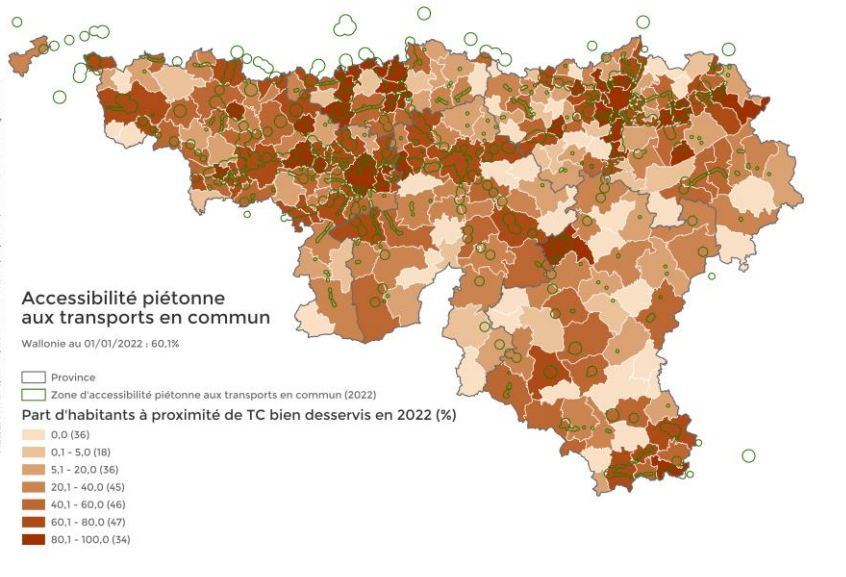 Accessibilité piétonne
aux transports en commun
Wallonie au 01/01/2022 : 60,1%
Province
Zone d'accessibilité piétonne aux transports en commun (2022)
Part d'habitants à proximité de TC bien desservis en 2022 (%)
0,0 (36)
0,1 - 5,0 (18)
5,1 - 20,0 (36)
20,1 - 40,0 (45)
40,1 - 60,0 (46)
60,1 - 80,0 (47)
80,1 - 100,0 (34)